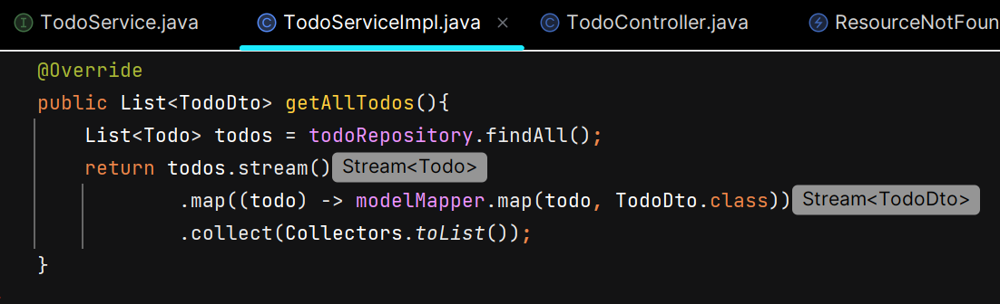 TodoService.java TodoServiceImpl.java × TodoController.java ResourceNotFoun
@Override
public List<TodoDto> getAllTodos(){
List<Todo> todos = todoRepository.findAll();
return todos.stream() Stream<Todo>
.map((todo) -> modelMapper.map(todo, TodoDto.class)) Stream<TodoDto>
.collect(Collectors.toList());
}